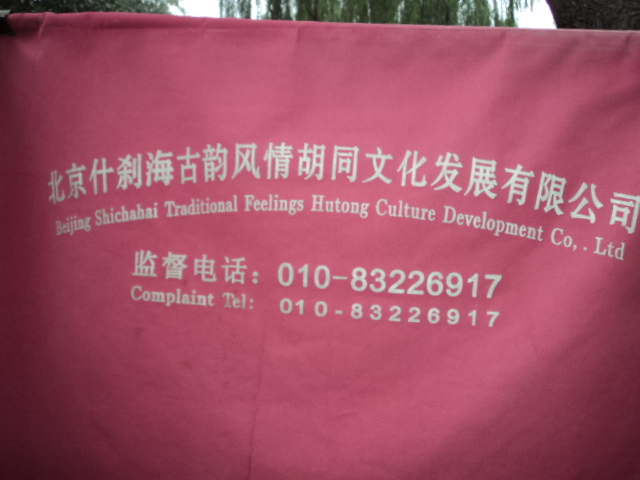 北京什刹海古韵风情胡同文化发展有限公司
Beijing Shichahai Traditional Feelings Hutong Culture Development Co,. Ltd
监督电话：010-83226917
Complaint Tel: 010-83226917